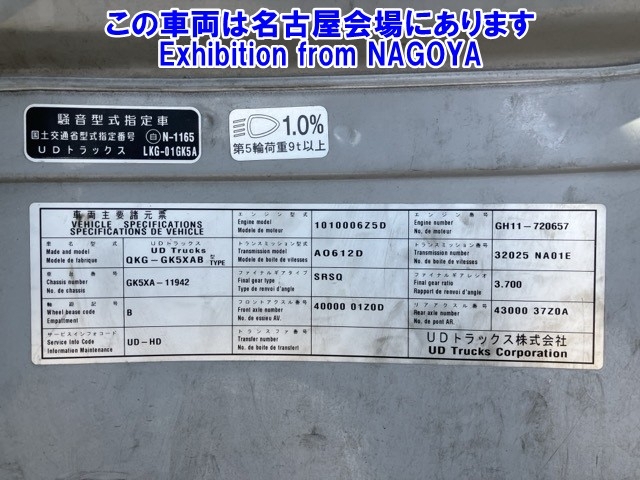 この車両は名古屋会場にあります
Exhibition from NAGOYA
騒音型式指定車
国土交通省型式指定番号 自 N-1165
UDトラックス LKG-01GK5A
1.0%
第5輪荷重9t以上
車両主要諸元票
VEHICLE SPECIFICATIONS
SPECIFICATIONS DE VEHICLE
エンジン型式
Engine model
Modele de moteur
1010006Z5D
エンジン番号
Engine number
No. de moteur
GH11-720657
車名型式
Made and model
Modele de fabrique
UDトラックス
UD Trucks
QKG-GK5XAB 型 TYPE
トランスミッション型式
Transmission model
Modele de boite de vitesses
AO612D
トランスミッション番号
Transmission number
No. de boite de vitesses
32025 NA01E
車台番号
Chassis number
No. de chassis
GK5XA-11942
ファイナルギアタイプ
Final gear type
Type de renvoi d'angle
SRSQ
ファイナルギアレシオ
Final gear ratio
Rapport de renvoi d'angle
3.700
軸距記号
Wheel base code
Empattement
B
フロントアクスル番号
Front axle number
No. de essieu AV.
40000 01Z0D
リアアクスル番号
Rear axle number
No. de pont AR.
43000 37Z0A
サービスインフォコード
Service Info Code
Information Maintenance
UD-HD
トランスファ番号
Transfer number
No. de boite de transfert
UDトラックス株式会社
UD Trucks Corporation